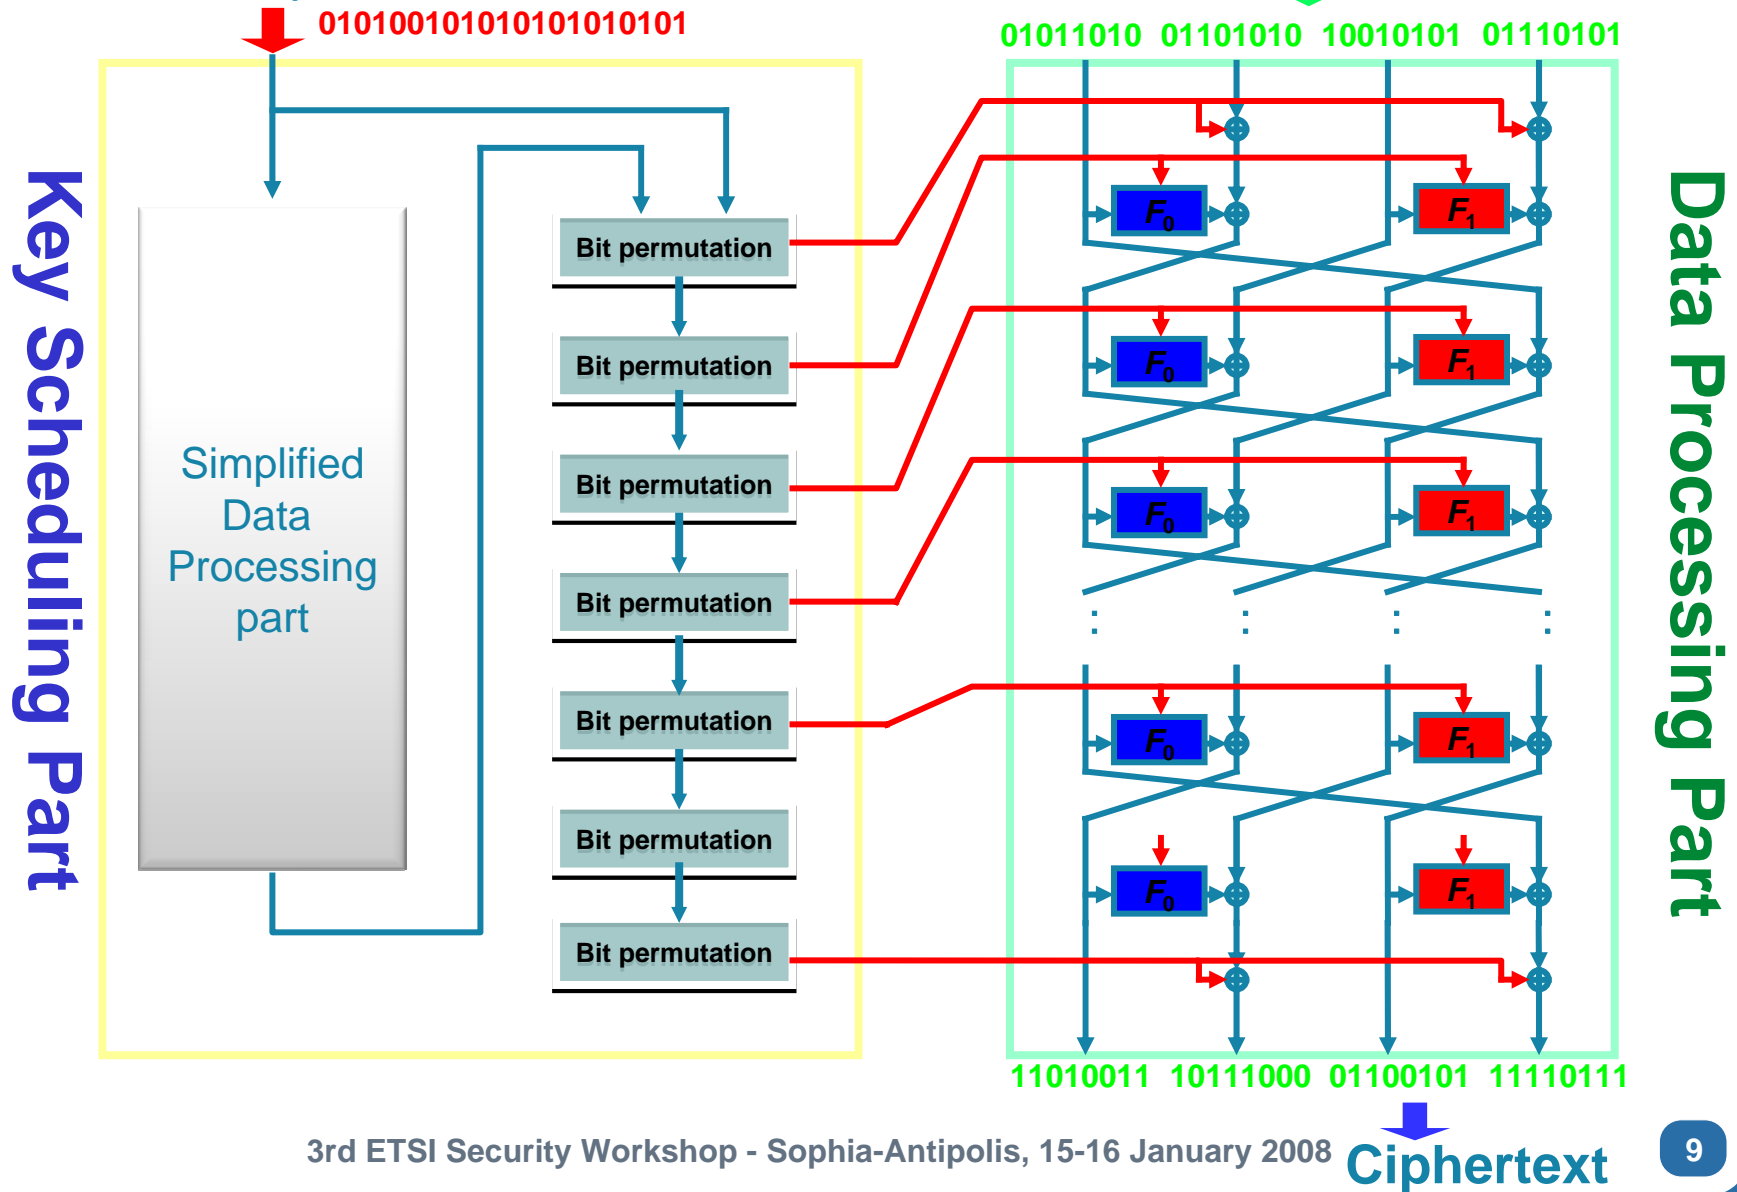 010100101010101010101
01011010 01101010 10010101 01110101
Key Scheduling Part
Simplified
Data
Processing
part
Bit permutation
Bit permutation
Bit permutation
Bit permutation
Bit permutation
Bit permutation
Bit permutation
F0 F1
F0 F1
F0 F1
: : : :
F0 F1
F0 F1
Data Processing Part
11010011 10111000 01100101 11110111
Ciphertext
3rd ETSI Security Workshop - Sophia-Antipolis, 15-16 January 2008
9